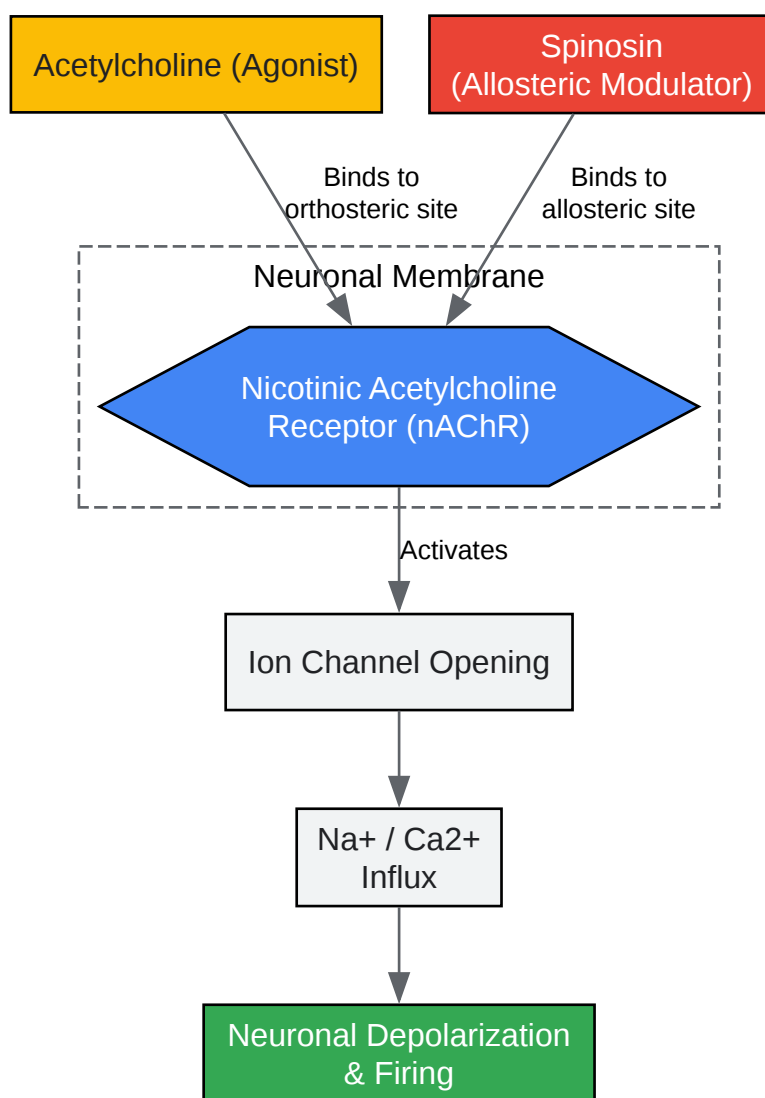 Acetylcholine (Agonist)
Spinosin
(Allosteric Modulator)
Binds to
orthosteric site
Binds to
allosteric site
Neuronal Membrane
Nicotinic Acetylcholine
Receptor (nAChR)
Activates
Ion Channel Opening
Na+ / Ca2+
Influx
Neuronal Depolarization
& Firing